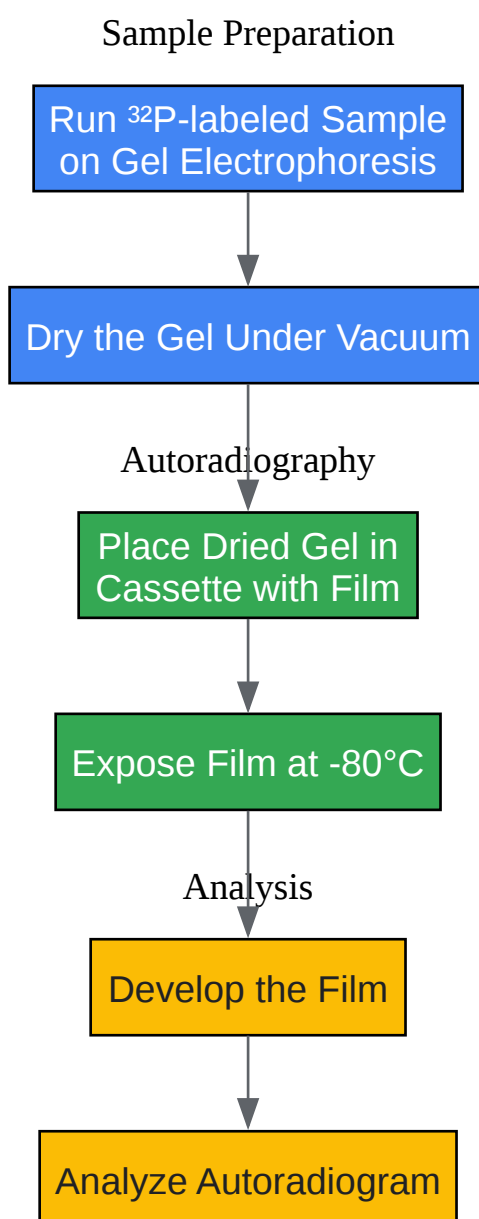 Sample Preparation
Run ³²P-labeled Sample
on Gel Electrophoresis
Dry the Gel Under Vacuum
Autoradiography
Place Dried Gel in
Cassette with Film
Expose Film at -80°C
Analysis
Develop the Film
Analyze Autoradiogram